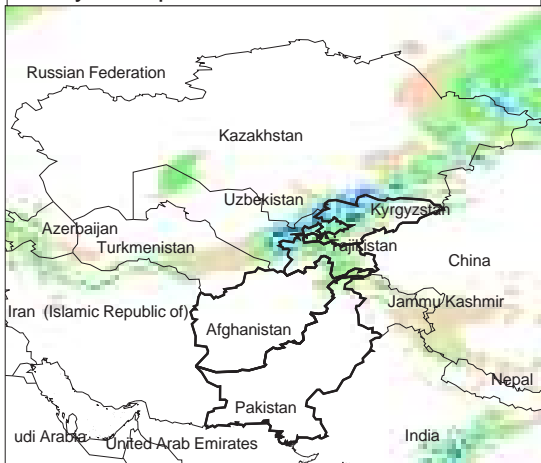 Russian Federation
Kazakhstan
Uzbekistan
Kyrgyzstan
Azerbaijan
Turkmenistan
Tajikistan
China
Iran (Islamic Republic of)
Jammu/Kashmir
Afghanistan
Nepal
Pakistan
udi Arabia
United Arab Emirates
India